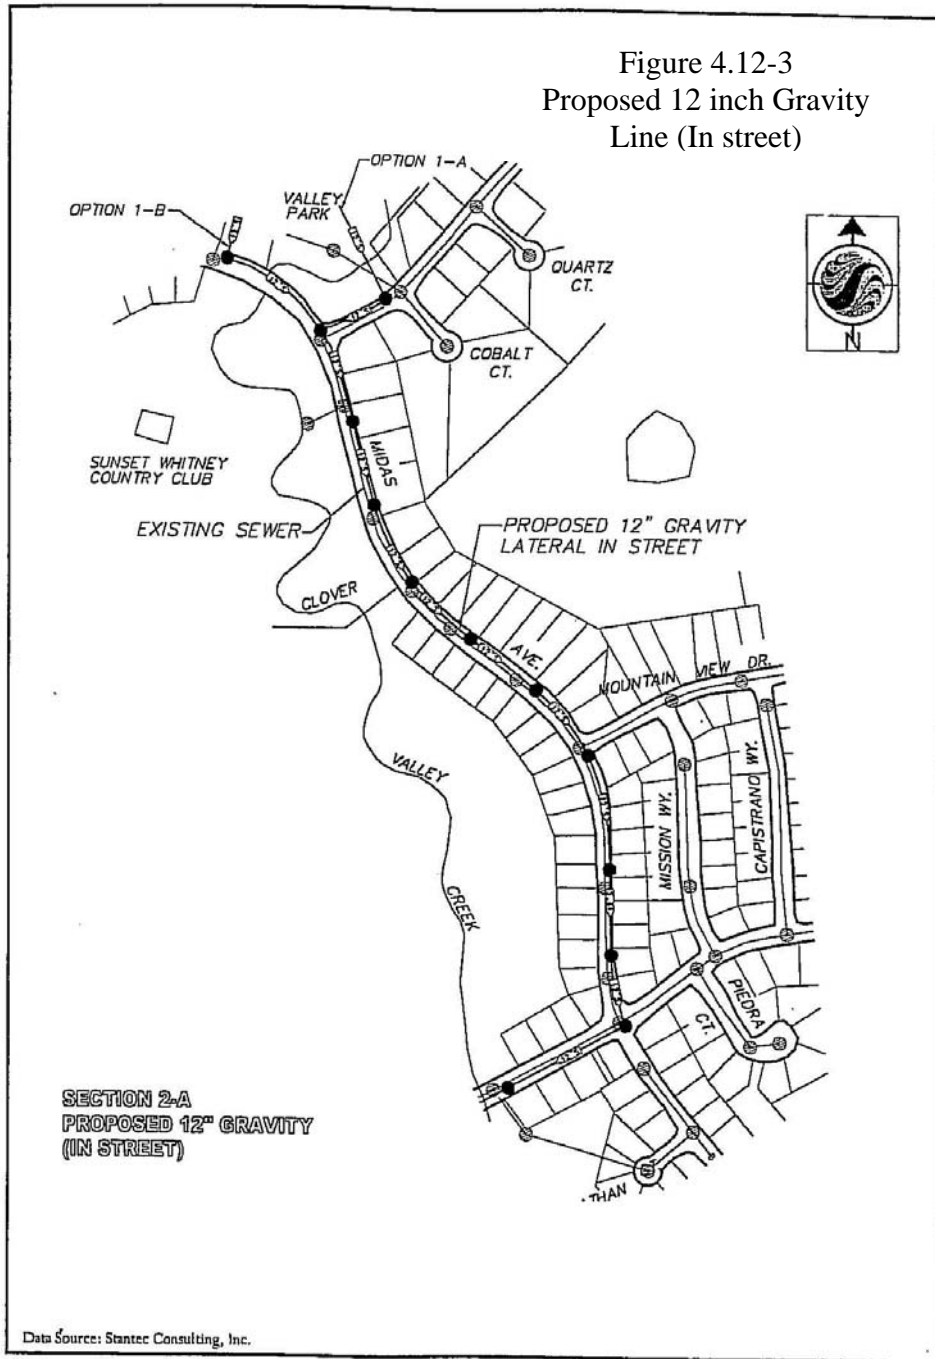 Figure 4.12-3
Proposed 12 inch Gravity
Line (In street)
OPTION 1-A
VALLEY
PARK
OPTION 1-B
QUARTZ
CT.
COBALT
CT.
N
SUNSET WHITNEY
COUNTRY CLUB
MIDAS
EXISTING SEWER
PROPOSED 12" GRAVITY
LATERAL IN STREET
CLOVER
AVE.
MOUNTAIN VIEW DR.
VALLEY
MISSION WY.
CAPISTRANO WY.
CREEK
PIEDRA
CT.
SECTION 2-A
PROPOSED 12" GRAVITY
(IN STREET)
THAN
Data Source: Stantec Consulting, Inc.